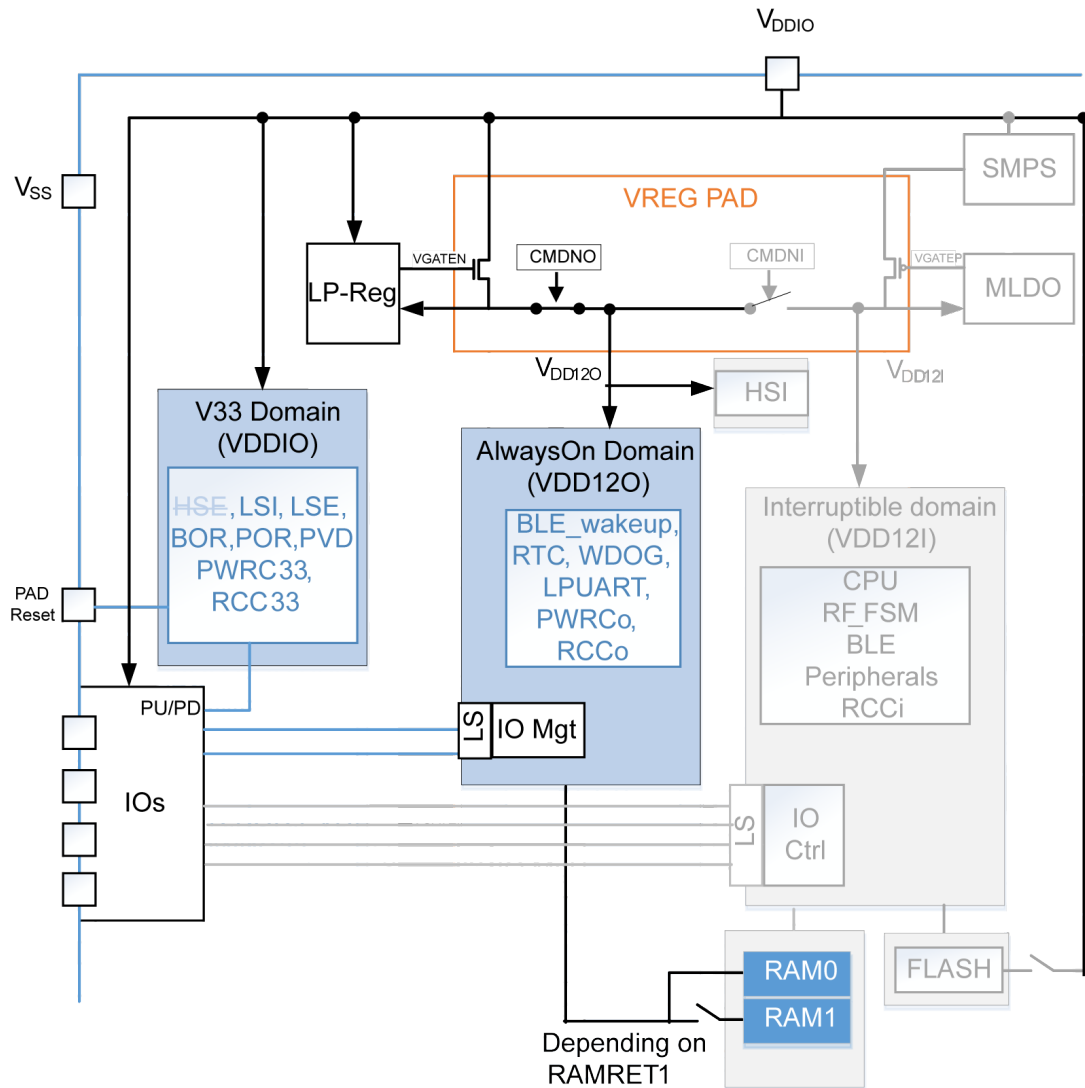 VDDIO
VSS
SMPS
VREG PAD
VGATEN
CMDNO
CMDNI
VGATEP
LP-Reg
MLDO
VDD12O
VDD12I
HSI
V33 Domain
(VDDIO)
HSE, LSI, LSE,
BOR,POR,PVD
PWRC33,
RCC33
AlwaysOn Domain
(VDD12O)
BLE_wakeup,
RTC, WDOG,
LPUART,
PWRCo,
RCCo
Interruptible domain
(VDD12I)
CPU
RF_FSM
BLE
Peripherals
RCCi
PAD
Reset
PU/PD
LS
IO Mgt
IOs
LS
IO
Ctrl
RAM0
RAM1
FLASH
Depending on
RAMRET1